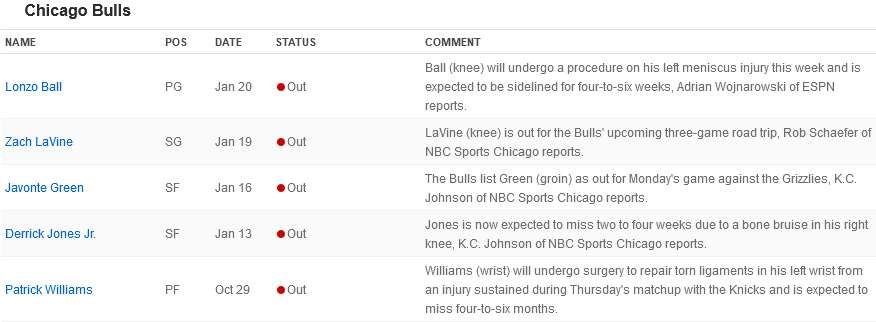 Chicago Bulls
NAME POS DATE STATUS COMMENT
Ball (knee) will undergo a procedure on his left meniscus injury this week and is
Lonzo Ball PG Jan 20 Out expected to be sidelined for four-to-six weeks, Adrian Wojnarowski of ESPN
reports.
Zach LaVine SG Jan 19 Out LaVine (knee) is out for the Bulls' upcoming three-game road trip, Rob Schaefer of
NBC Sports Chicago reports.
Javonte Green SF Jan 16 Out The Bulls list Green (groin) as out for Monday's game against the Grizzlies, K.C.
Johnson of NBC Sports Chicago reports.
Derrick Jones Jr. SF Jan 13 Out Jones is now expected to miss two to four weeks due to a bone bruise in his right
knee, K.C. Johnson of NBC Sports Chicago reports.
Williams (wrist) will undergo surgery to repair torn ligaments in his left wrist from
Patrick Williams PF Oct 29 Out an injury sustained during Thursday's matchup with the Knicks and is expected to
miss four-to-six months.